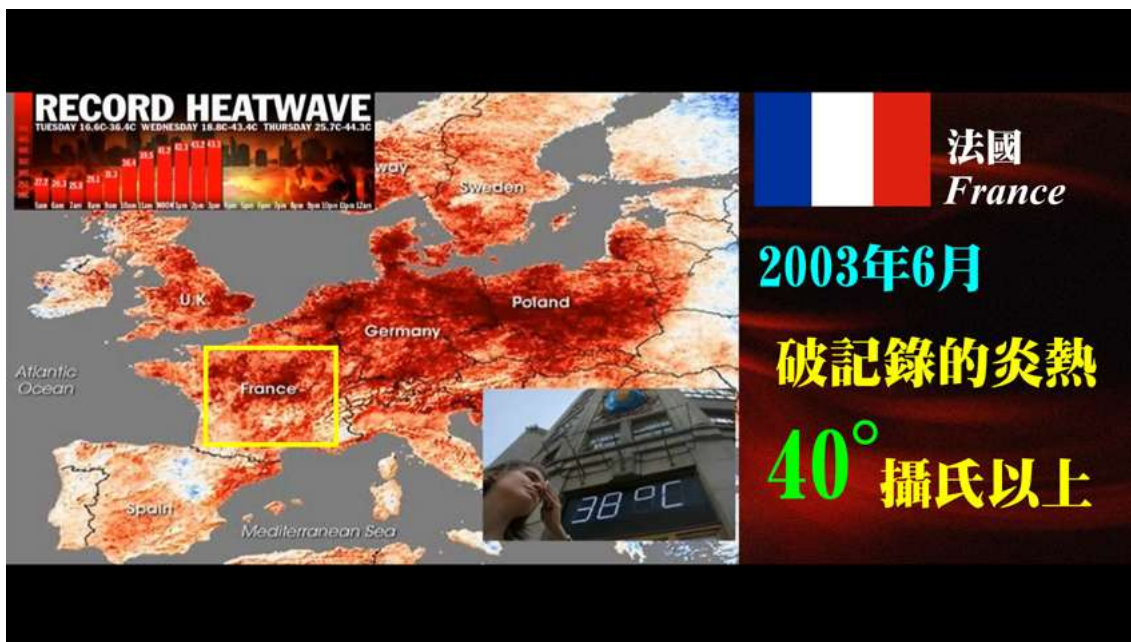 RECORD HEATWAVE
TUESDAY 16.6C-36.4C WEDNESDAY 18.8C-43.4C THURSDAY 25.7C-44.3C
way
Sweden
U.K.
Poland
Germany
Atlantic
Ocean
France
Spain
Mediterranean Sea
38°C
法國
France
2003年6月
破記錄的炎熱
40°攝氏以上